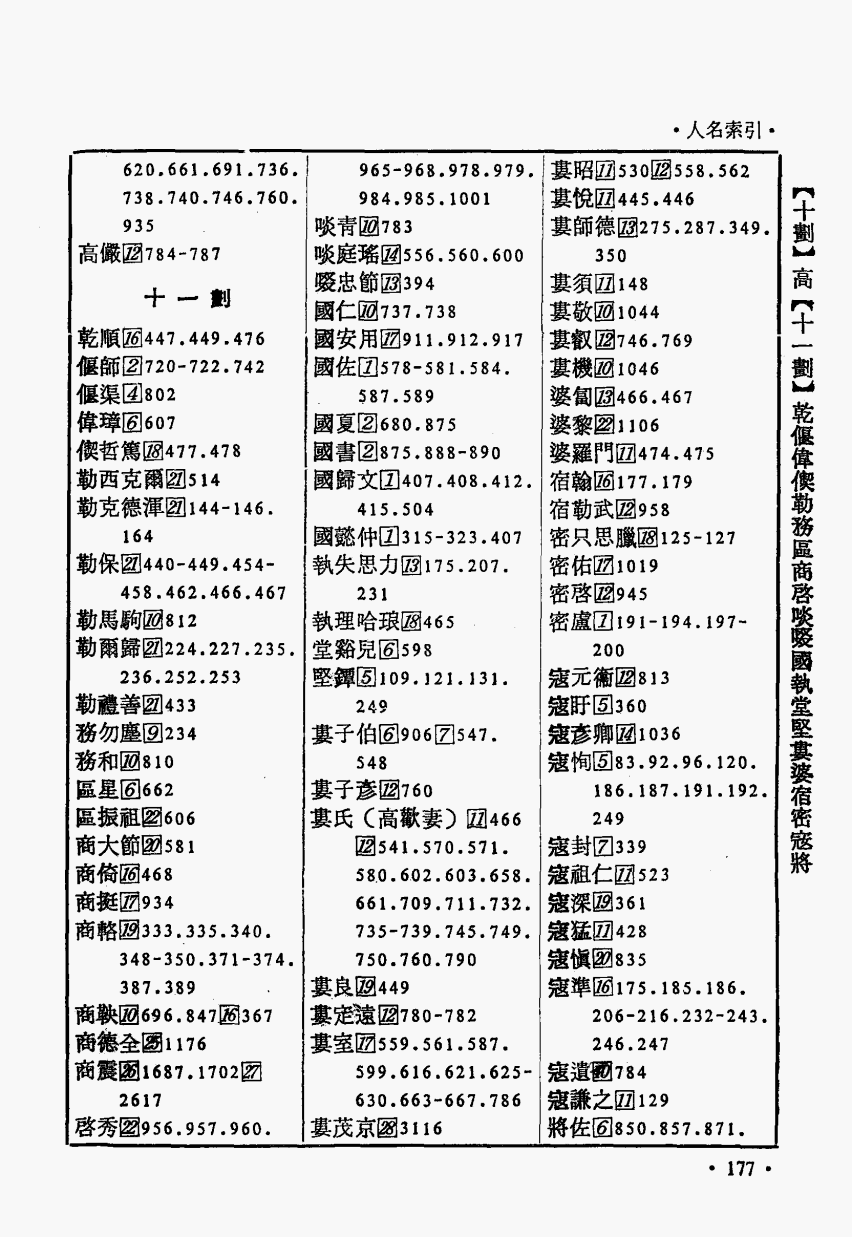 ·人名索引·
620.661.691.736.
738.740.746.760.
935
高儼[12]784-787
十一劃
乾順[16]447.449.476
偃師[2]720-722.742
偃渠[4]802
偉璋[6]607
偰哲篤[18]477.478
勒西克爾[21]514
勒克德渾[21]144-146.
164
勒保[21]440-449.454-
458.462.466.467
勒馬駒[10]812
勒爾歸[21]224.227.235.
236.252.253
勒禮善[21]433
務勿塵[9]234
務和[10]810
區星[6]662
區振祖[22]606
商大節[20]581
商倚[16]468
商挺[17]934
商輅[19]333.335.340.
348-350.371-374.
387.389
商鞅[10]696.847[16]367
商德全[25]1176
商震[26]1687.1702[27]
2617
啓秀[22]956.957.960.
965-968.978.979.
984.985.1001
啖青[10]783
啖庭瑤[14]556.560.600
啜忠節[13]394
國仁[10]737.738
國安用[17]911.912.917
國佐[1]578-581.584.
587.589
國夏[2]680.875
國書[2]875.888-890
國歸文[1]407.408.412.
415.504
國懿仲[1]315-323.407
執失思力[13]175.207.
231
執理哈琅[18]465
堂谿兒[6]598
堅鐔[5]109.121.131.
249
婁子伯[6]906[7]547.
548
婁子彥[12]760
婁氏（高歡妻）[11]466
[12]541.570.571.
580.602.603.658.
661.709.711.732.
735-739.745.749.
750.760.790
婁良[19]449
婁定遠[12]780-782
婁室[17]559.561.587.
599.616.621.625-
630.663-667.786
婁茂京[28]3116
婁昭[11]530[12]558.562
婁悅[11]445.446
婁師德[13]275.287.349.
350
婁須[11]148
婁敬[10]1044
婁叡[12]746.769
婁機[10]1046
婆匐[13]466.467
婆黎[22]1106
婆羅門[11]474.475
宿翰[16]177.179
宿勒武[12]958
密只思臘[18]125-127
密佑[17]1019
密啓[12]945
密盧[1]191-194.197-
200
寇元衞[12]813
寇盱[5]360
寇彥卿[14]1036
寇恂[5]83.92.96.120.
186.187.191.192.
249
寇封[7]339
寇祖仁[11]523
寇深[19]361
寇猛[11]428
寇愼[20]835
寇準[16]175.185.186.
206-216.232-243.
246.247
寇遺[10]784
寇謙之[11]129
將佐[6]850.857.871.
【十劃】高【十一劃】乾偃偉偰勒務區商啓啖啜國執堂堅婁婆宿密寇將
·177·